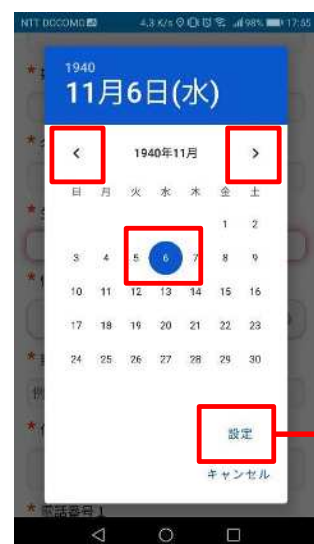 NTT DOCOMO 4.3 K/s 98% 17:55
1940
11月6日(水)
< 1940年11月 >
日 月 火 水 木 金 土
1 2
3 4 5 6 7 8 9
10 11 12 13 14 15 16
17 18 19 20 21 22 23
24 25 26 27 28 29 30
設定
キャンセル
* 電話番号1